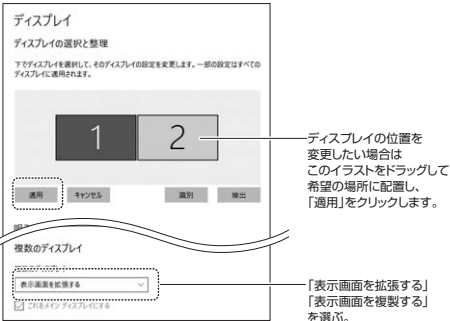 ディスプレイ
ディスプレイの選択と整理
下でディスプレイを選択して、そのディスプレイの設定を変更します。一部の設定はすべての
ディスプレイに適用されます。
1
2
ディスプレイの位置を
変更したい場合は
このイラストをドラッグして
希望の場所に配置し、
「適用」をクリックします。
適用
キャンセル
識別
検出
複数のディスプレイ
表示画面を拡張する
これをメイン ディスプレイにする
「表示画面を拡張する」
「表示画面を複製する」
を選ぶ。